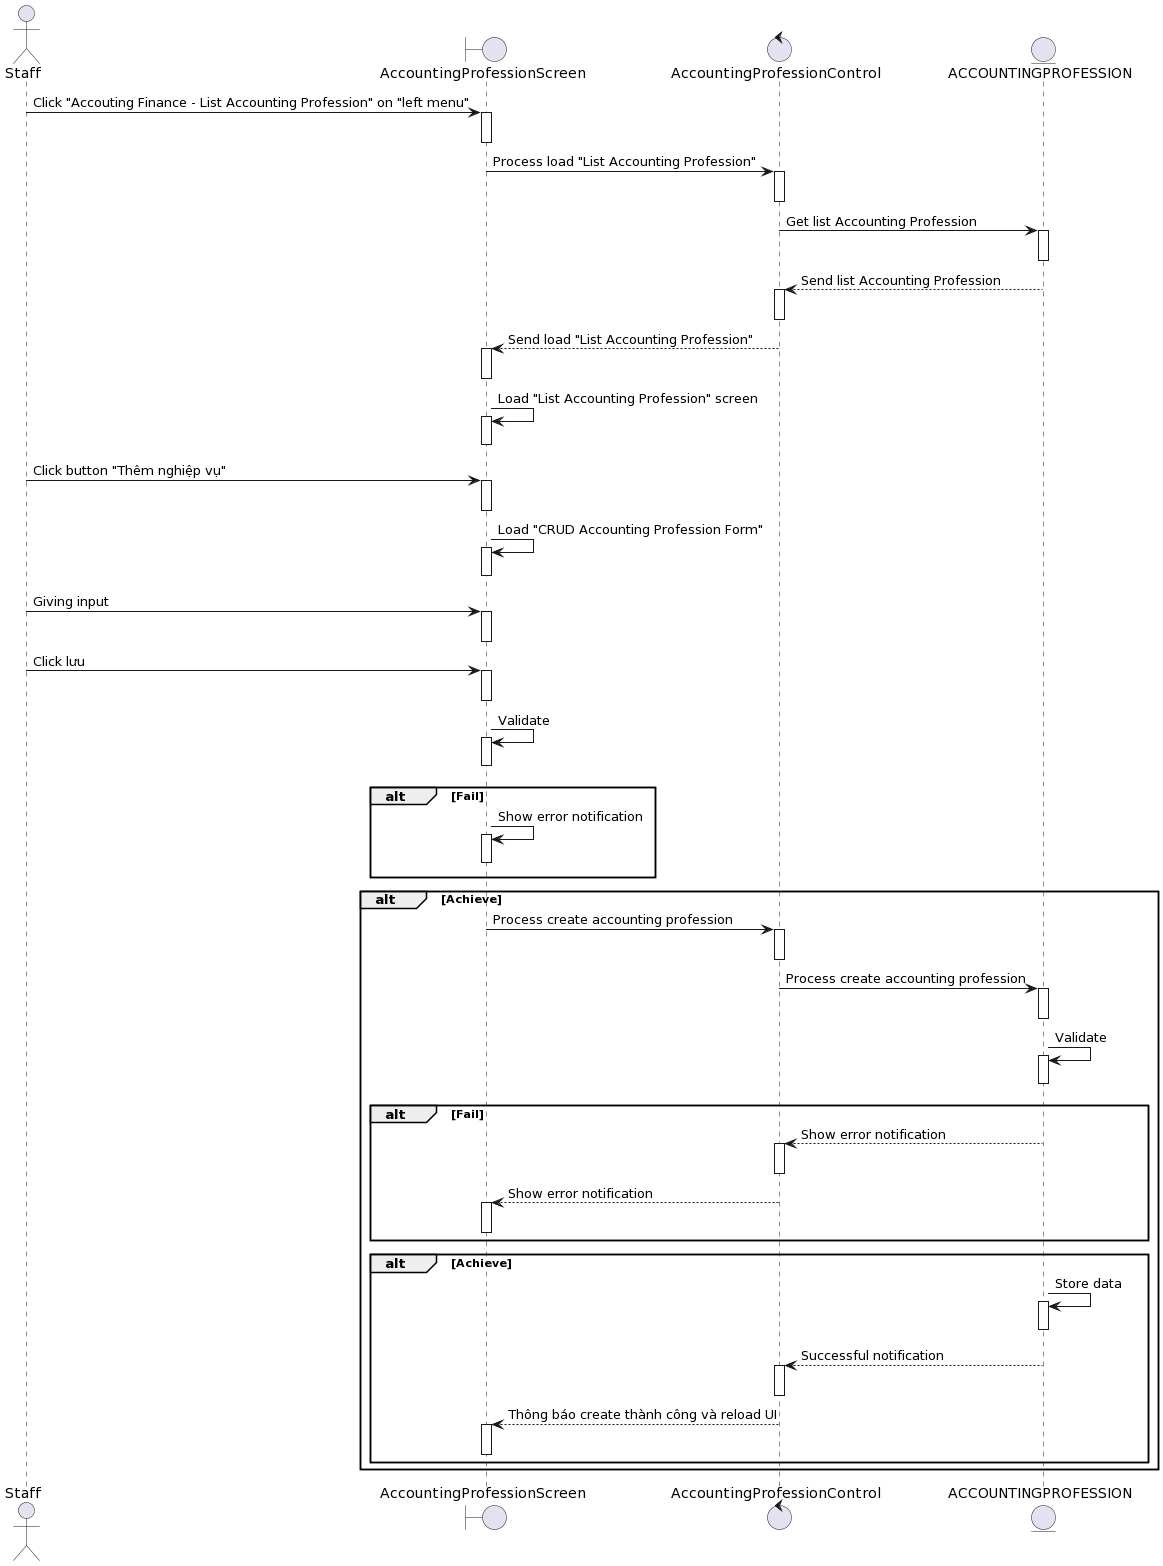 Staff
AccountingProfessionScreen
AccountingProfessionControl
ACCOUNTINGPROFESSION
Click "Accouting Finance - List Accounting Profession" on "left menu"
Process load "List Accounting Profession"
Get list Accounting Profession
Send list Accounting Profession
Send load "List Accounting Profession"
Load "List Accounting Profession" screen
Click button "Thêm nghiệp vụ"
Load "CRUD Accounting Profession Form"
Giving input
Click lưu
Validate
alt
[Fail]
Show error notification
alt
[Achieve]
Process create accounting profession
Process create accounting profession
Validate
alt
[Fail]
Show error notification
Show error notification
alt
[Achieve]
Store data
Successful notification
Thông báo create thành công và reload UI
Staff
AccountingProfessionScreen
AccountingProfessionControl
ACCOUNTINGPROFESSION